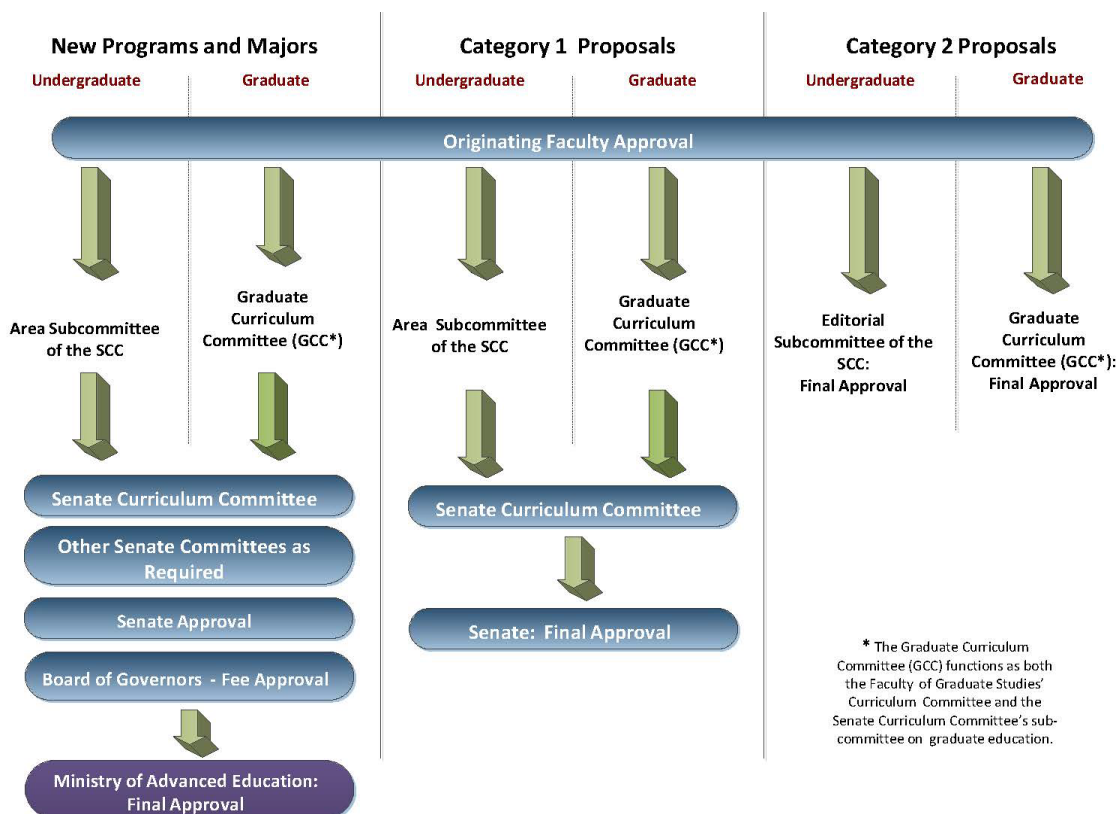 New Programs and Majors
Undergraduate
Graduate
Category 1 Proposals
Undergraduate
Graduate
Category 2 Proposals
Undergraduate
Graduate
Originating Faculty Approval
Area Subcommittee
of the SCC
Graduate
Curriculum
Committee (GCC*)
Area Subcommittee
of the SCC
Graduate
Curriculum
Committee (GCC*)
Editorial
Subcommittee of the
SCC:
Final Approval
Graduate
Curriculum
Committee (GCC*):
Final Approval
Senate Curriculum Committee
Other Senate Committees as
Required
Senate Approval
Board of Governors - Fee Approval
Ministry of Advanced Education:
Final Approval
Senate Curriculum Committee
Senate: Final Approval
* The Graduate Curriculum
Committee (GCC) functions as both
the Faculty of Graduate Studies'
Curriculum Committee and the
Senate Curriculum Committee's sub-
committee on graduate education.